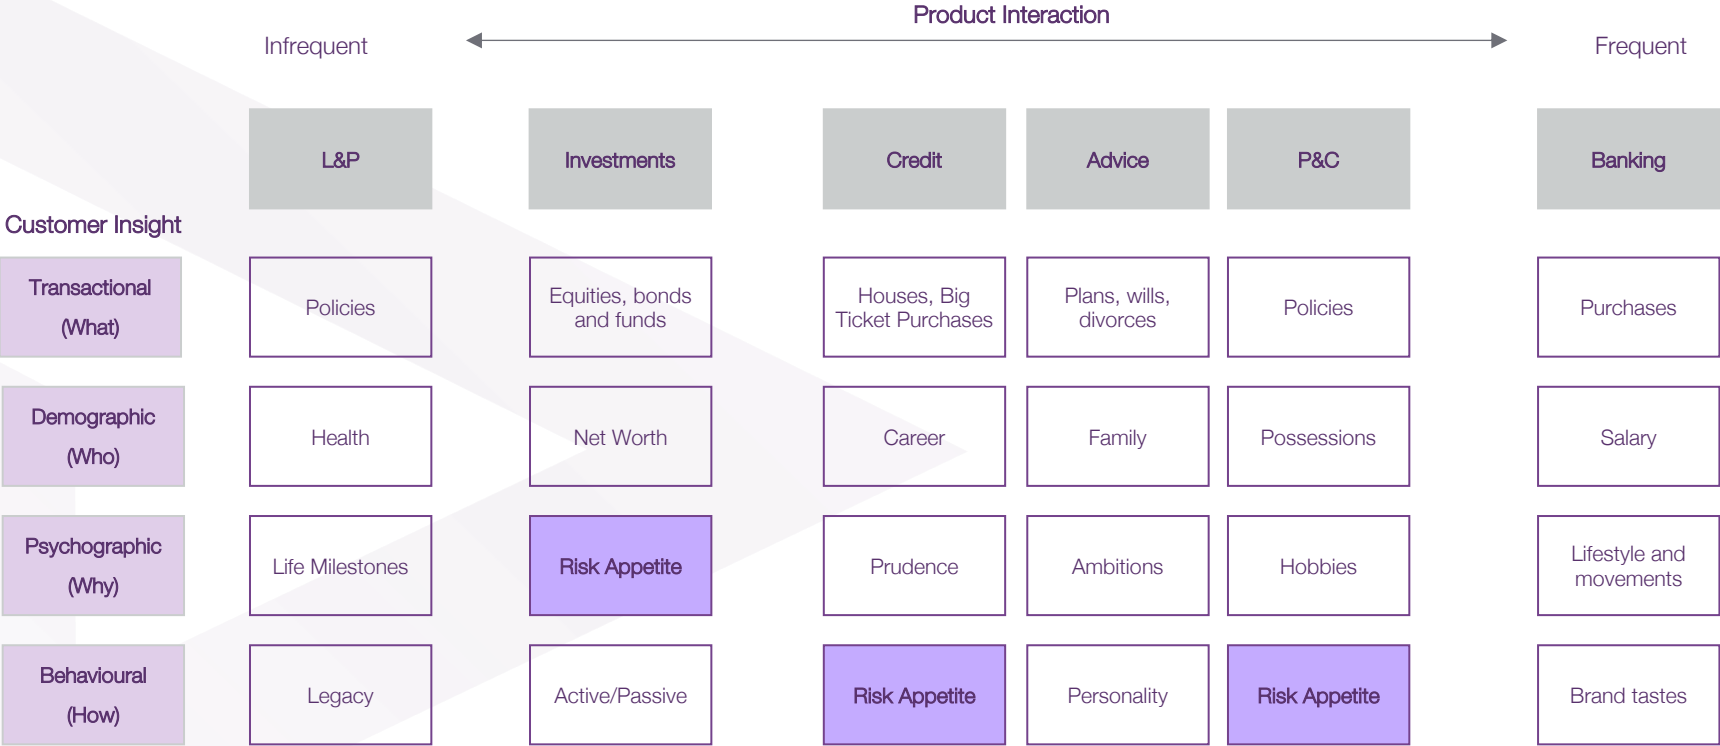 Product Interaction
Infrequent
Frequent
L&P
Investments
Credit
Advice
P&C
Banking
Customer Insight
Transactional
(What)
Policies
Equities, bonds
and funds
Houses, Big
Ticket Purchases
Plans, wills,
divorces
Policies
Purchases
Demographic
(Who)
Health
Net Worth
Career
Family
Possessions
Salary
Psychographic
(Why)
Life Milestones
Risk Appetite
Prudence
Ambitions
Hobbies
Lifestyle and
movements
Behavioural
(How)
Legacy
Active/Passive
Risk Appetite
Personality
Risk Appetite
Brand tastes